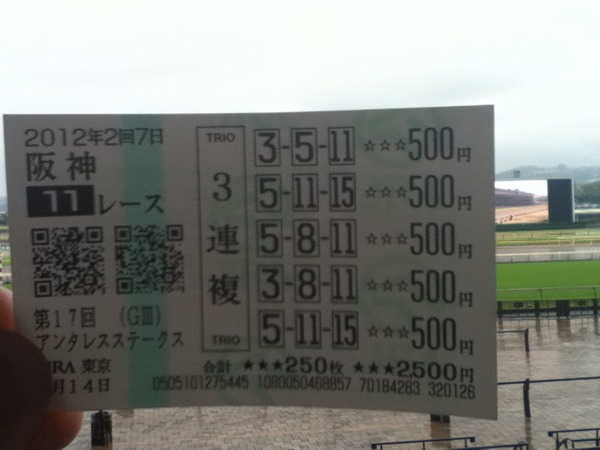 2012年2回7日
阪神
11レース
第17回 (GIII)
アンタレスステークス
JRA 東京
月14日
TRIO
3連複
TRIO
3-5-11 ☆☆☆500円
5-11-15 ☆☆☆500円
5-8-11 ☆☆☆500円
3-8-11 ☆☆☆500円
5-11-15 ☆☆☆500円
合計 ★★★250枚 ★★★2,500円
0505101275445 1080050468857 70184283 320126